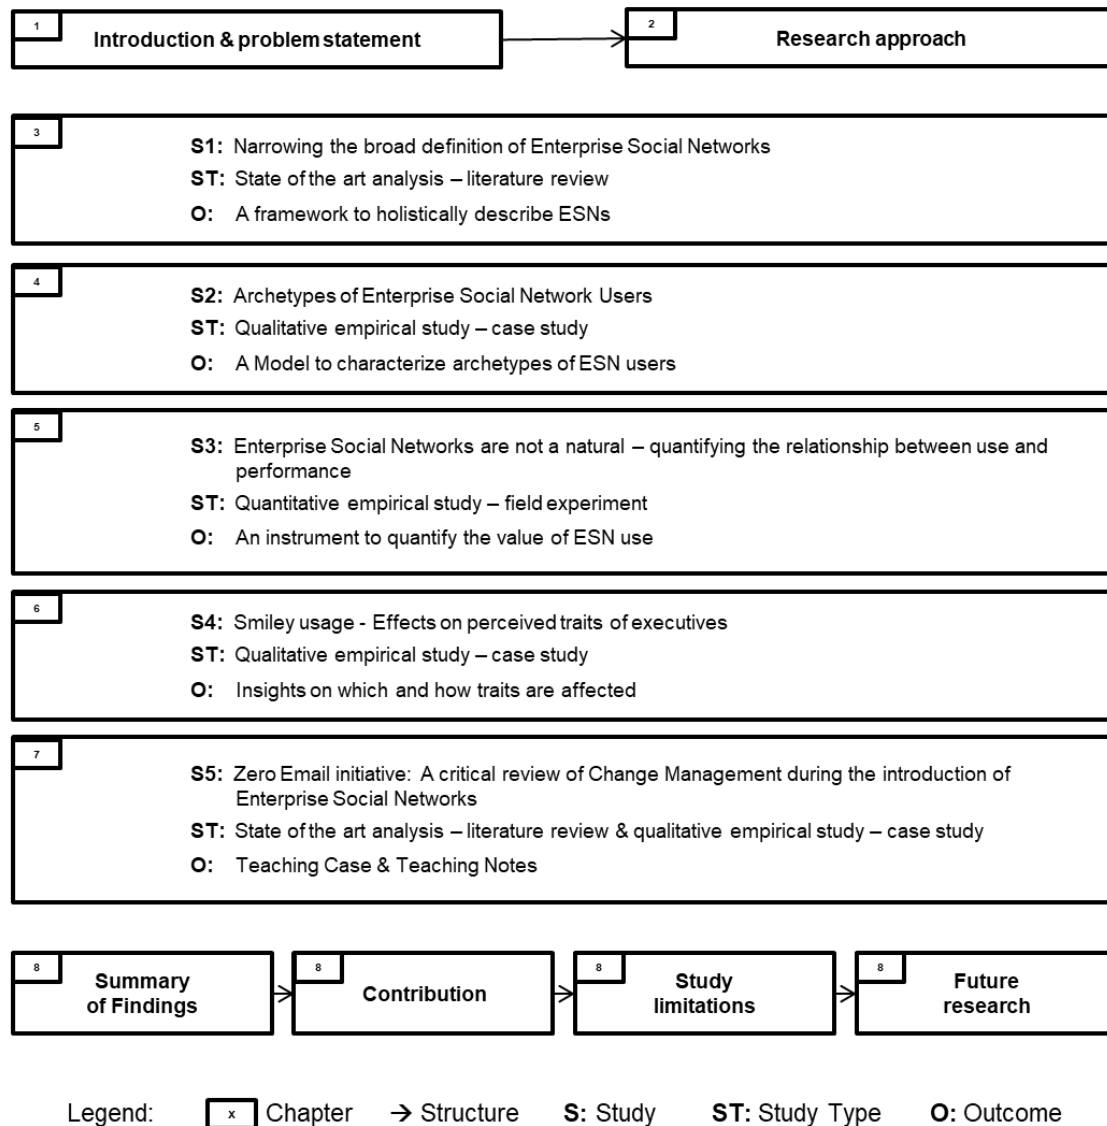 1
Introduction & problem statement
2
Research approach
3
S1: Narrowing the broad definition of Enterprise Social Networks
ST: State of the art analysis – literature review
O: A framework to holistically describe ESNs
4
S2: Archetypes of Enterprise Social Network Users
ST: Qualitative empirical study – case study
O: A Model to characterize archetypes of ESN users
5
S3: Enterprise Social Networks are not a natural – quantifying the relationship between use and
performance
ST: Quantitative empirical study – field experiment
O: An instrument to quantify the value of ESN use
6
S4: Smiley usage - Effects on perceived traits of executives
ST: Qualitative empirical study – case study
O: Insights on which and how traits are affected
7
S5: Zero Email initiative: A critical review of Change Management during the introduction of
Enterprise Social Networks
ST: State of the art analysis – literature review & qualitative empirical study – case study
O: Teaching Case & Teaching Notes
8
Summary
of Findings
8
Contribution
8
Study
limitations
8
Future
research
Legend: x Chapter → Structure S: Study ST: Study Type O: Outcome